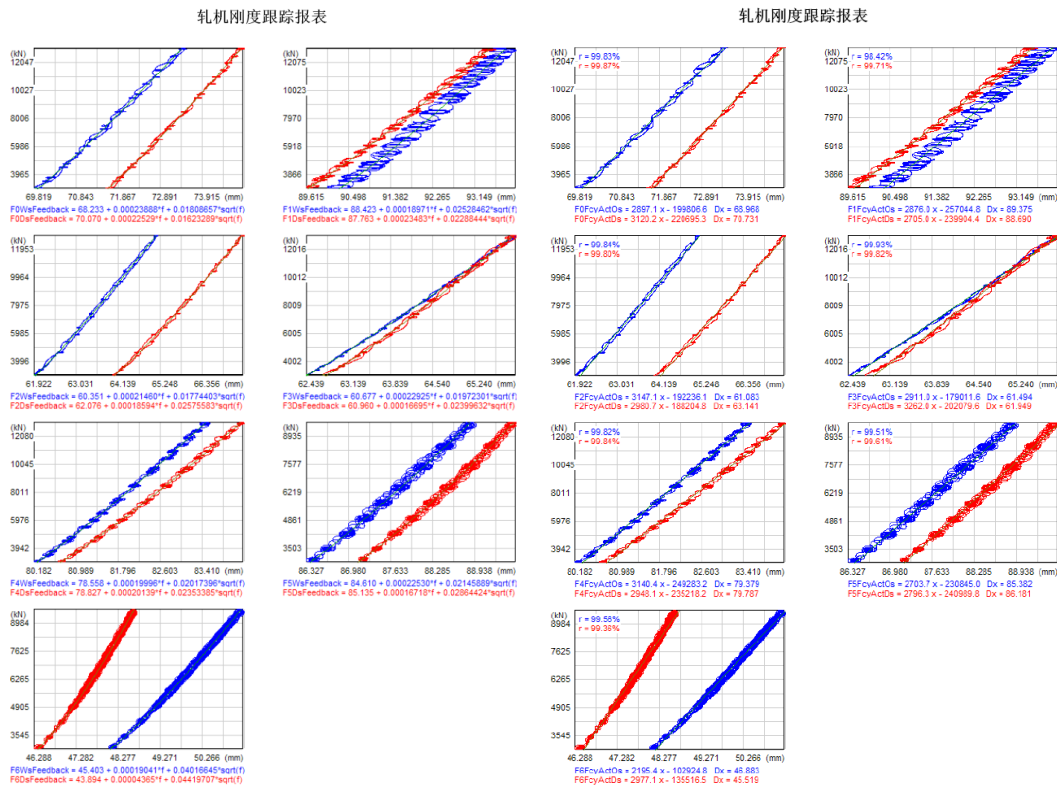 轧机刚度跟踪报表
(kN)
12047
10027
8006
5986
3965
69.819 70.843 71.867 72.891 73.915 (mm)
F0WsFeedback = 68.233 + 0.00023888*f + 0.01808657*sqrt(f)
F0DsFeedback = 70.070 + 0.00022529*f + 0.01623289*sqrt(f)
(kN)
12075
10023
7970
5918
3866
89.615 90.498 91.382 92.265 93.149 (mm)
F1WsFeedback = 88.423 + 0.00018971*f + 0.02528462*sqrt(f)
F1DsFeedback = 87.763 + 0.00023483*f + 0.02288444*sqrt(f)
(kN)
11953
9964
7975
5985
3996
61.922 63.031 64.139 65.248 66.356 (mm)
F2WsFeedback = 60.351 + 0.00021460*f + 0.01774403*sqrt(f)
F2DsFeedback = 62.076 + 0.00018594*f + 0.02575583*sqrt(f)
(kN)
12016
10012
8009
6005
4002
62.439 63.139 63.839 64.540 65.240 (mm)
F3WsFeedback = 60.677 + 0.00022925*f + 0.01972301*sqrt(f)
F3DsFeedback = 60.960 + 0.00016695*f + 0.02399632*sqrt(f)
(kN)
12080
10045
8011
5976
3942
80.182 80.989 81.796 82.603 83.410 (mm)
F4WsFeedback = 78.558 + 0.00019996*f + 0.02017396*sqrt(f)
F4DsFeedback = 78.827 + 0.00020139*f + 0.02353385*sqrt(f)
(kN)
8935
7577
6219
4861
3503
86.327 86.980 87.633 88.285 88.938 (mm)
F5WsFeedback = 84.610 + 0.00022530*f + 0.02145889*sqrt(f)
F5DsFeedback = 85.135 + 0.00016718*f + 0.02864424*sqrt(f)
(kN)
8984
7625
6265
4905
3545
46.288 47.282 48.277 49.271 50.266 (mm)
F6WsFeedback = 45.403 + 0.00019041*f + 0.04016645*sqrt(f)
F6DsFeedback = 43.894 + 0.00004365*f + 0.04419707*sqrt(f)
轧机刚度跟踪报表
(kN)
r = 99.83%
r = 99.87%
12047
10027
8006
5986
3965
69.819 70.843 71.867 72.891 73.915 (mm)
F0FcyActOs = 2897.1 x - 199806.6 Dx = 68.968
F0FcyActDs = 3120.2 x - 220695.3 Dx = 70.731
(kN)
r = 98.42%
r = 99.71%
12075
10023
7970
5918
3866
89.615 90.498 91.382 92.265 93.149 (mm)
F1FcyActOs = 2876.0 x - 257044.8 Dx = 89.375
F1FcyActDs = 2705.0 x - 239904.4 Dx = 88.690
(kN)
r = 99.84%
r = 99.80%
11953
9964
7975
5985
3996
61.922 63.031 64.139 65.248 66.356 (mm)
F2FcyActOs = 3147.1 x - 192236.1 Dx = 61.083
F2FcyActDs = 2980.7 x - 188204.8 Dx = 63.141
(kN)
r = 99.93%
r = 99.82%
12016
10012
8009
6005
4002
62.439 61.139 63.839 64.540 65.240 (mm)
F3FcyActOs = 2911.0 x - 179011.6 Dx = 61.494
F3FcyActDs = 3262.0 x - 202079.6 Dx = 61.949
(kN)
r = 99.82%
r = 99.84%
12080
10045
8011
5976
3942
80.182 80.989 81.796 82.603 83.410 (mm)
F4FcyActOs = 3140.4 x - 249283.2 Dx = 79.379
F4FcyActDs = 2948.1 x - 235218.2 Dx = 79.787
(kN)
r = 99.51%
r = 99.61%
8935
7577
6219
4861
3503
86.327 86.980 87.633 88.285 88.938 (mm)
F5FcyActOs = 2703.7 x - 230845.0 Dx = 85.382
F5FcyActDs = 2796.3 x - 240989.8 Dx = 86.181
(kN)
r = 99.56%
r = 99.36%
8984
7625
6265
4905
3545
46.288 47.282 48.277 49.271 50.266 (mm)
F6FcyActOs = 2195.4 x - 102924.8 Dx = 46.883
F6FcyActDs = 2977.1 x - 135516.5 Dx = 45.519